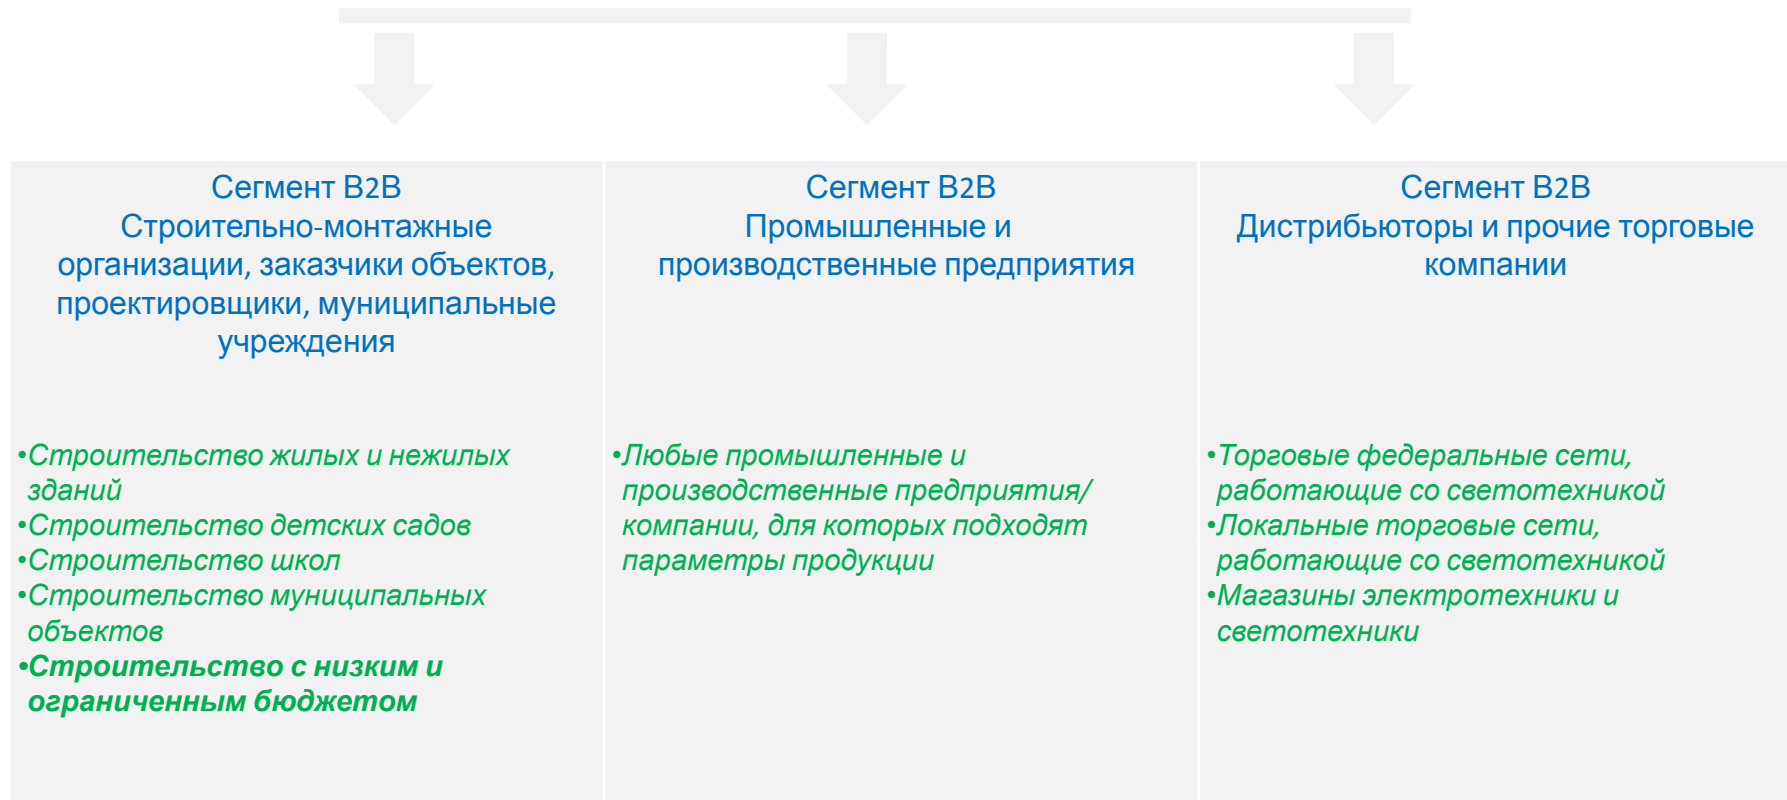 Сегмент B2B
Строительно-монтажные
организации, заказчики объектов,
проектировщики, муниципальные
учреждения
•Строительство жилых и нежилых
зданий
•Строительство детских садов
•Строительство школ
•Строительство муниципальных
объектов
•Строительство с низким и
ограниченным бюджетом
Сегмент B2B
Промышленные и
производственные предприятия
•Любые промышленные и
производственные предприятия/
компании, для которых подходят
параметры продукции
Сегмент B2B
Дистрибьюторы и прочие торговые
компании
•Торговые федеральные сети,
работающие со светотехникой
•Локальные торговые сети,
работающие со светотехникой
•Магазины электротехники и
светотехники